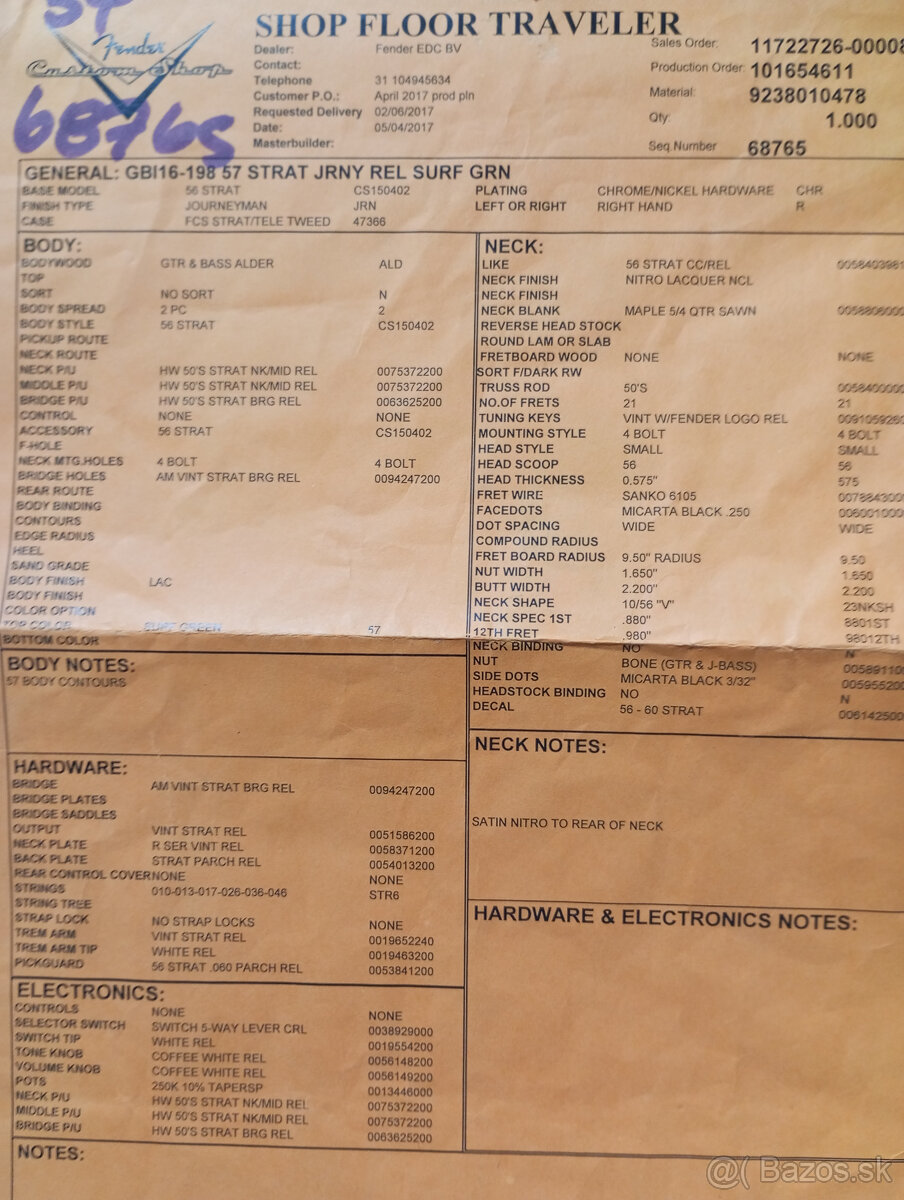 SHOP FLOOR TRAVELER
Fender
Custom Shop
68765
Dealer: Fender EDC BV
Contact:
Telephone 31 104945634
Customer P.O.: April 2017 prod pln
Requested Delivery 02/06/2017
Date: 05/04/2017
Masterbuilder:
Sales Order: 11722726-00008
Production Order: 101654611
Material: 9238010478
Qty: 1.000
Seq Number 68765
GENERAL: GBI16-198 57 STRAT JRNY REL SURF GRN
BASE MODEL 56 STRAT CS150402 PLATING CHROME/NICKEL HARDWARE CHR
FINISH TYPE JOURNEYMAN JRN LEFT OR RIGHT RIGHT HAND R
CASE FCS STRAT/TELE TWEED 47366
BODY:
BODYWOOD GTR & BASS ALDER ALD
TOP
SORT NO SORT N
BODY SPREAD 2 PC 2
BODY STYLE 56 STRAT CS150402
PICKUP ROUTE
NECK ROUTE
NECK P/U HW 50'S STRAT NK/MID REL 0075372200
MIDDLE P/U HW 50'S STRAT NK/MID REL 0075372200
BRIDGE P/U HW 50'S STRAT BRG REL 0063625200
CONTROL NONE NONE
ACCESSORY 56 STRAT CS150402
F-HOLE
NECK MTG.HOLES 4 BOLT 4 BOLT
BRIDGE HOLES AM VINT STRAT BRG REL 0094247200
REAR ROUTE
BODY BINDING
CONTOURS
EDGE RADIUS
HEEL
SAND GRADE
BODY FINISH LAC
BODY FINISH
COLOR OPTION
TOP COLOR SURF GREEN 57
BOTTOM COLOR
BODY NOTES:
57 BODY CONTOURS
HARDWARE:
BRIDGE AM VINT STRAT BRG REL 0094247200
BRIDGE PLATES
BRIDGE SADDLES
OUTPUT VINT STRAT REL 0051586200
NECK PLATE R SER VINT REL 0058371200
BACK PLATE STRAT PARCH REL 0054013200
REAR CONTROL COVER NONE NONE
STRINGS 010-013-017-026-036-046 STR6
STRING TREE
STRAP LOCK NO STRAP LOCKS NONE
TREM ARM VINT STRAT REL 0019652240
TREM ARM TIP WHITE REL 0019463200
PICKGUARD 56 STRAT .060 PARCH REL 0053841200
ELECTRONICS:
CONTROLS NONE NONE
SELECTOR SWITCH SWITCH 5-WAY LEVER CRL 0038929000
SWITCH TIP WHITE REL 0019554200
TONE KNOB COFFEE WHITE REL 0056148200
VOLUME KNOB COFFEE WHITE REL 0056149200
POTS 250K 10% TAPERSP 0013446000
NECK P/U HW 50'S STRAT NK/MID REL 0075372200
MIDDLE P/U HW 50'S STRAT NK/MID REL 0075372200
BRIDGE P/U HW 50'S STRAT BRG REL 0063625200
NOTES:
NECK:
LIKE 56 STRAT CC/REL 0058403981
NECK FINISH NITRO LACQUER NCL
NECK FINISH
NECK BLANK MAPLE 5/4 QTR SAWN
REVERSE HEAD STOCK
ROUND LAM OR SLAB
FRETBOARD WOOD NONE NONE
SORT F/DARK RW
TRUSS ROD 50'S
NO.OF FRETS 21 21
TUNING KEYS VINT W/FENDER LOGO REL
MOUNTING STYLE 4 BOLT 4 BOLT
HEAD STYLE SMALL SMALL
HEAD SCOOP 56 56
HEAD THICKNESS 0.575" 575
FRET WIRE SANKO 6105
FACEDOTS MICARTA BLACK .250
DOT SPACING WIDE WIDE
COMPOUND RADIUS
FRET BOARD RADIUS 9.50" RADIUS 9.50
NUT WIDTH 1.650" 1.650
BUTT WIDTH 2.200" 2.200
NECK SHAPE 10/56 "V" 23NKSH
NECK SPEC 1ST .880" 8801ST
12TH FRET .980" 98012TH
NECK BINDING NO N
NUT BONE (GTR & J-BASS)
SIDE DOTS MICARTA BLACK 3/32"
HEADSTOCK BINDING NO N
DECAL 56 - 60 STRAT
NECK NOTES:
SATIN NITRO TO REAR OF NECK
HARDWARE & ELECTRONICS NOTES:
@( Bazos.sk